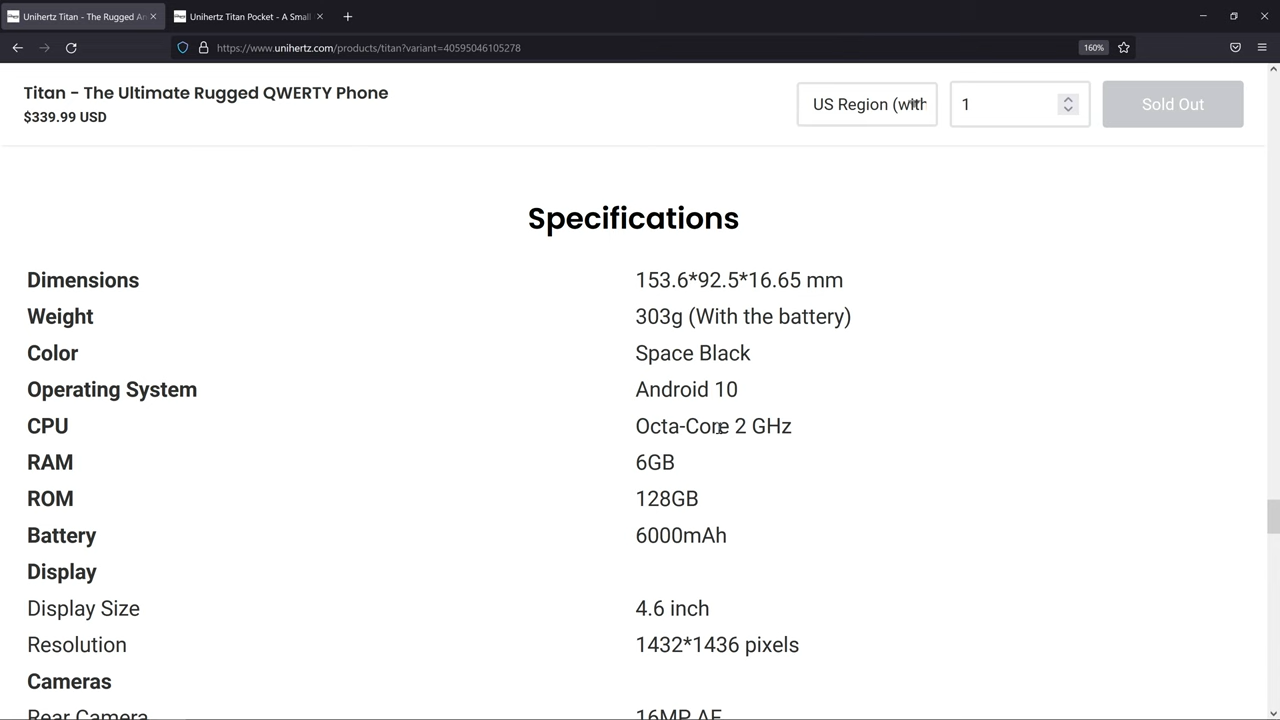 Unihertz Titan - The Rugged An
Unihertz Titan Pocket - A Small
https://www.unihertz.com/products/titan?variant=40595046105278
160%
Titan - The Ultimate Rugged QWERTY Phone
$339.99 USD
US Region (with
1
Sold Out
Specifications
Dimensions 153.6*92.5*16.65 mm
Weight 303g (With the battery)
Color Space Black
Operating System Android 10
CPU Octa-Core 2 GHz
RAM 6GB
ROM 128GB
Battery 6000mAh
Display
Display Size 4.6 inch
Resolution 1432*1436 pixels
Cameras
Rear Camera 16MP AF